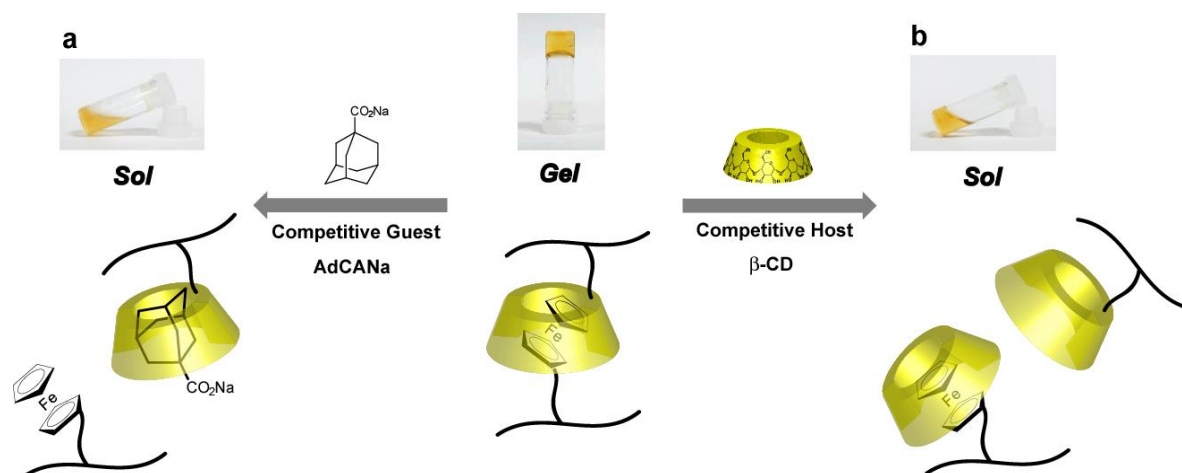 a
b
CO2Na
Sol
Gel
Sol
Competitive Guest
AdCANa
Competitive Host
β-CD
Fe
CO2Na
Fe
Fe